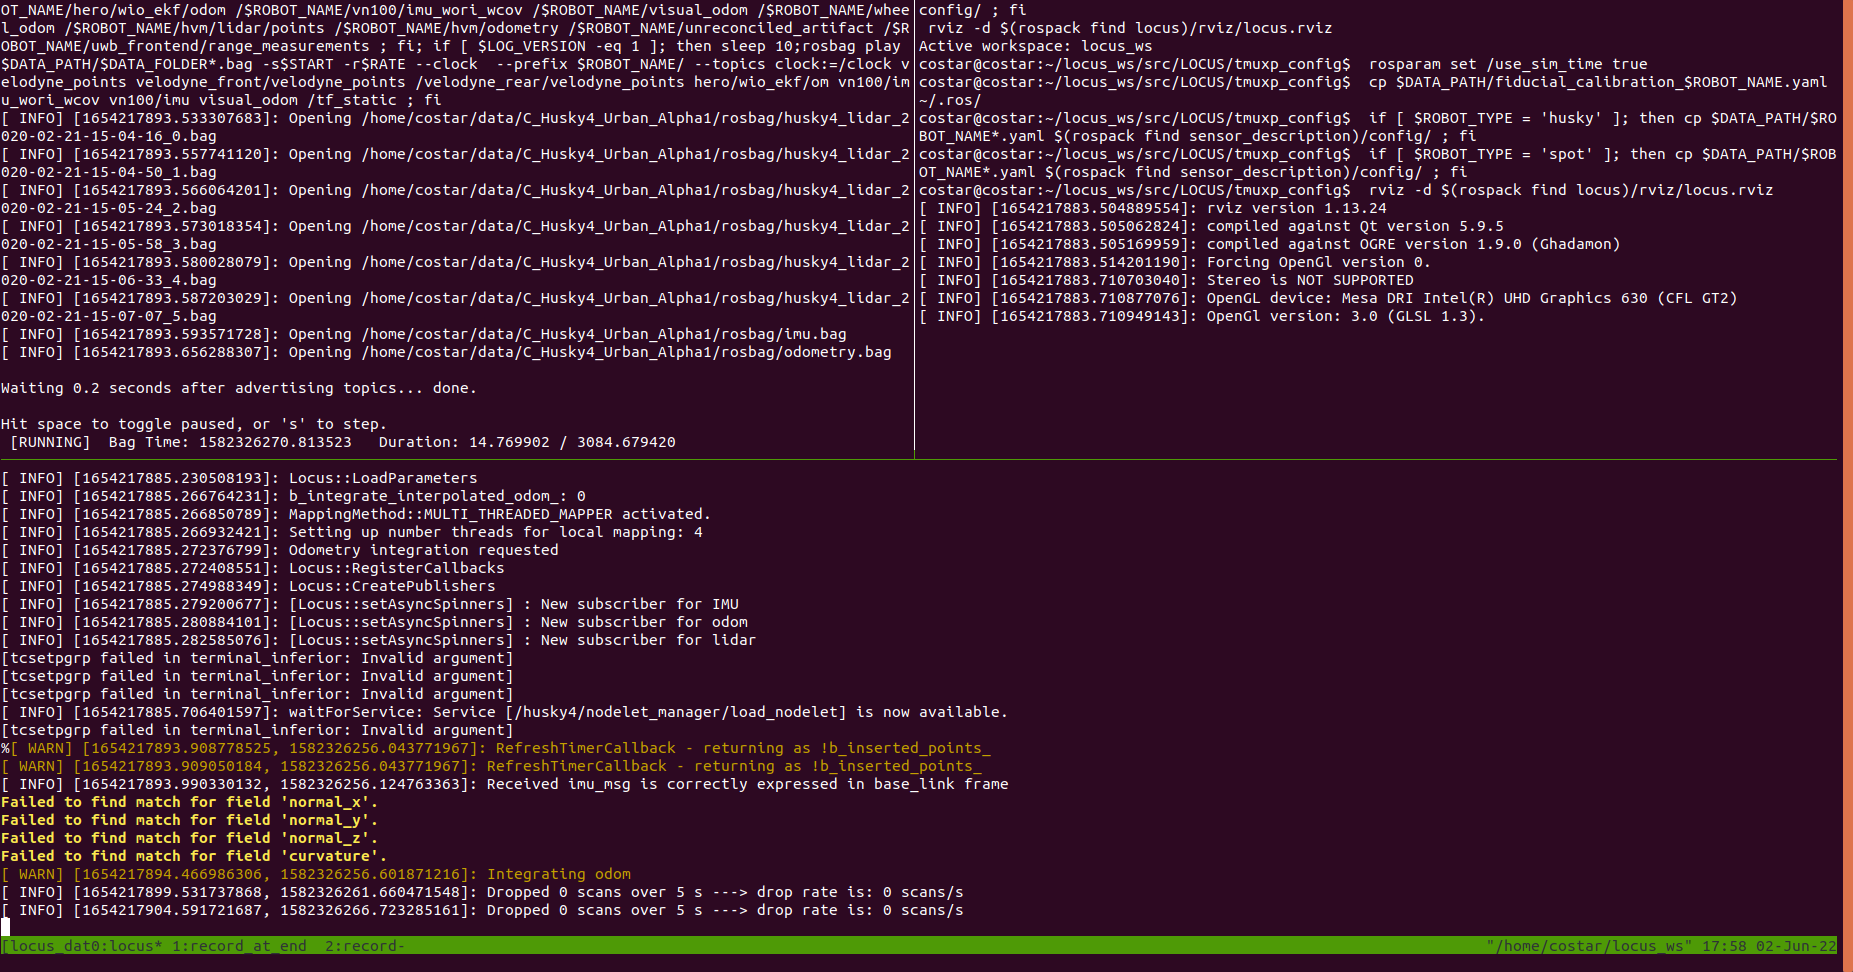 OT_NAME/hero/wio_ekf/odom /$ROBOT_NAME/vn100/imu_wori_wcov /$ROBOT_NAME/visual_odom /$ROBOT_NAME/whee
l_odom /$ROBOT_NAME/hvm/lidar/points /$ROBOT_NAME/hvm/odometry /$ROBOT_NAME/unreconciled_artifact /$R
OBOT_NAME/uwb_frontend/range_measurements ; fi; if [ $LOG_VERSION -eq 1 ]; then sleep 10;rosbag play
$DATA_PATH/$DATA_FOLDER*.bag -s$START -r$RATE --clock  --prefix $ROBOT_NAME/ --topics clock:=/clock v
elodyne_points velodyne_front/velodyne_points /velodyne_rear/velodyne_points hero/wio_ekf/om vn100/im
u_wori_wcov vn100/imu visual_odom /tf_static ; fi
[ INFO] [1654217893.533307683]: Opening /home/costar/data/C_Husky4_Urban_Alpha1/rosbag/husky4_lidar_2
020-02-21-15-04-16_0.bag
[ INFO] [1654217893.557741120]: Opening /home/costar/data/C_Husky4_Urban_Alpha1/rosbag/husky4_lidar_2
020-02-21-15-04-50_1.bag
[ INFO] [1654217893.566064201]: Opening /home/costar/data/C_Husky4_Urban_Alpha1/rosbag/husky4_lidar_2
020-02-21-15-05-24_2.bag
[ INFO] [1654217893.573018354]: Opening /home/costar/data/C_Husky4_Urban_Alpha1/rosbag/husky4_lidar_2
020-02-21-15-05-58_3.bag
[ INFO] [1654217893.580028079]: Opening /home/costar/data/C_Husky4_Urban_Alpha1/rosbag/husky4_lidar_2
020-02-21-15-06-33_4.bag
[ INFO] [1654217893.587203029]: Opening /home/costar/data/C_Husky4_Urban_Alpha1/rosbag/husky4_lidar_2
020-02-21-15-07-07_5.bag
[ INFO] [1654217893.593571728]: Opening /home/costar/data/C_Husky4_Urban_Alpha1/rosbag/imu.bag
[ INFO] [1654217893.656288307]: Opening /home/costar/data/C_Husky4_Urban_Alpha1/rosbag/odometry.bag
Waiting 0.2 seconds after advertising topics... done.
Hit space to toggle paused, or 's' to step.
[RUNNING]  Bag Time: 1582326270.813523   Duration: 14.769902 / 3084.679420
config/ ; fi
rviz -d $(rospack find locus)/rviz/locus.rviz
Active workspace: locus_ws
costar@costar:~/locus_ws/src/LOCUS/tmuxp_config$  rosparam set /use_sim_time true
costar@costar:~/locus_ws/src/LOCUS/tmuxp_config$  cp $DATA_PATH/fiducial_calibration_$ROBOT_NAME.yaml
~/.ros/
costar@costar:~/locus_ws/src/LOCUS/tmuxp_config$  if [ $ROBOT_TYPE = 'husky' ]; then cp $DATA_PATH/$RO
BOT_NAME*.yaml $(rospack find sensor_description)/config/ ; fi
costar@costar:~/locus_ws/src/LOCUS/tmuxp_config$  if [ $ROBOT_TYPE = 'spot' ]; then cp $DATA_PATH/$ROB
OT_NAME*.yaml $(rospack find sensor_description)/config/ ; fi
costar@costar:~/locus_ws/src/LOCUS/tmuxp_config$  rviz -d $(rospack find locus)/rviz/locus.rviz
[ INFO] [1654217883.504889554]: rviz version 1.13.24
[ INFO] [1654217883.505062824]: compiled against Qt version 5.9.5
[ INFO] [1654217883.505169959]: compiled against OGRE version 1.9.0 (Ghadamon)
[ INFO] [1654217883.514201190]: Forcing OpenGl version 0.
[ INFO] [1654217883.710703040]: Stereo is NOT SUPPORTED
[ INFO] [1654217883.710877076]: OpenGL device: Mesa DRI Intel(R) UHD Graphics 630 (CFL GT2)
[ INFO] [1654217883.710949143]: OpenGl version: 3.0 (GLSL 1.3).
[ INFO] [1654217885.230508193]: Locus::LoadParameters
[ INFO] [1654217885.266764231]: b_integrate_interpolated_odom_: 0
[ INFO] [1654217885.266850789]: MappingMethod::MULTI_THREADED_MAPPER activated.
[ INFO] [1654217885.266932421]: Setting up number threads for local mapping: 4
[ INFO] [1654217885.272376799]: Odometry integration requested
[ INFO] [1654217885.272408551]: Locus::RegisterCallbacks
[ INFO] [1654217885.274988349]: Locus::CreatePublishers
[ INFO] [1654217885.279200677]: [Locus::setAsyncSpinners] : New subscriber for IMU
[ INFO] [1654217885.280884101]: [Locus::setAsyncSpinners] : New subscriber for odom
[ INFO] [1654217885.282585076]: [Locus::setAsyncSpinners] : New subscriber for lidar
[tcsetpgrp failed in terminal_inferior: Invalid argument]
[tcsetpgrp failed in terminal_inferior: Invalid argument]
[tcsetpgrp failed in terminal_inferior: Invalid argument]
[ INFO] [1654217885.706401597]: waitForService: Service [/husky4/nodelet_manager/load_nodelet] is now available.
[tcsetpgrp failed in terminal_inferior: Invalid argument]
%[ WARN] [1654217893.908778525, 1582326256.043771967]: RefreshTimerCallback - returning as !b_inserted_points_
[ WARN] [1654217893.909050184, 1582326256.043771967]: RefreshTimerCallback - returning as !b_inserted_points_
[ INFO] [1654217893.990330132, 1582326256.124763363]: Received imu_msg is correctly expressed in base_link frame
Failed to find match for field 'normal_x'.
Failed to find match for field 'normal_y'.
Failed to find match for field 'normal_z'.
Failed to find match for field 'curvature'.
[ WARN] [1654217894.466986306, 1582326256.601871216]: Integrating odom
[ INFO] [1654217899.531737868, 1582326261.660471548]: Dropped 0 scans over 5 s ---> drop rate is: 0 scans/s
[ INFO] [1654217904.591721687, 1582326266.723285161]: Dropped 0 scans over 5 s ---> drop rate is: 0 scans/s
[locus_dat0:locus* 1:record_at_end  2:record-
"/home/costar/locus_ws" 17:58 02-Jun-22